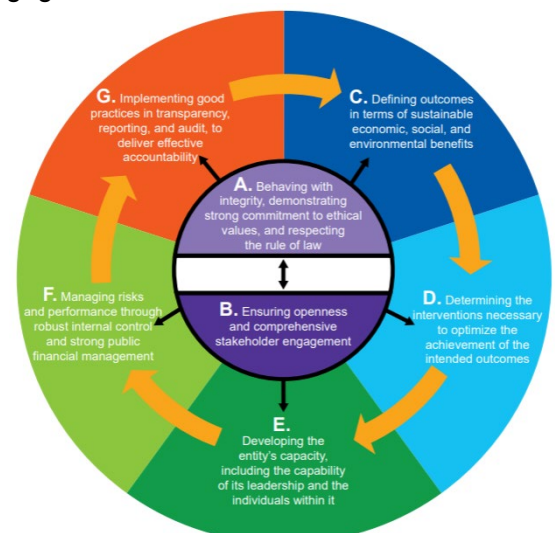 G. Implementing good
practices in transparency,
reporting, and audit, to
deliver effective
accountability
C. Defining outcomes
in terms of sustainable
economic, social, and
environmental benefits
A. Behaving with
integrity, demonstrating
strong commitment to ethical
values, and respecting
the rule of law
B. Ensuring openness
and comprehensive
stakeholder engagement
F. Managing risks
and performance through
robust internal control
and strong public
financial management
D. Determining the
interventions necessary
to optimize the
achievement of the
intended outcomes
E.
Developing the
entity's capacity,
including the capability
of its leadership and the
individuals within it